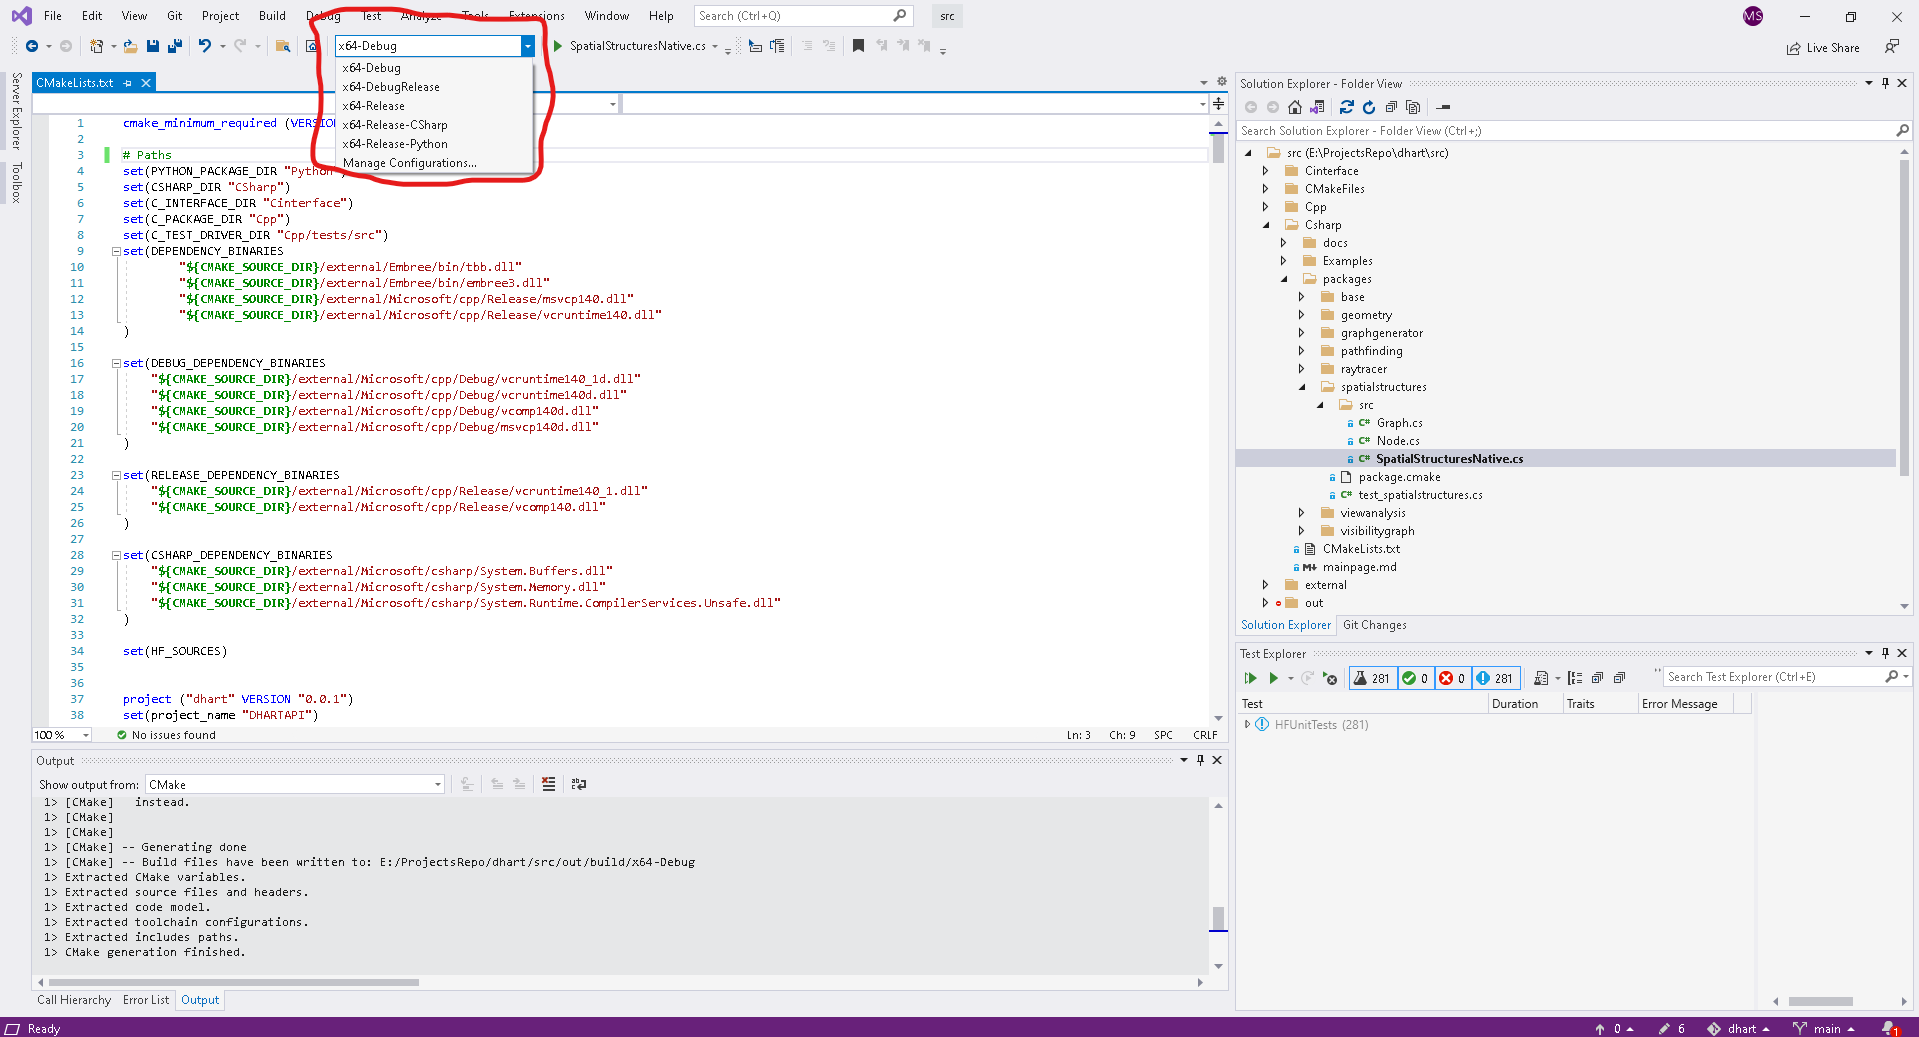 File Edit View Git Project Build Debug Test Analyze Tools Extensions Window Help Search (Ctrl+Q) src MS
x64-Debug SpatialStructuresNative.cs Live Share
x64-Debug
x64-DebugRelease
x64-Release
x64-Release-CSharp
x64-Release-Python
Manage Configurations...
Server Explorer
Toolbox
CMakeLists.txt
1 cmake_minimum_required (VERSION
2
3 # Paths
4 set(PYTHON_PACKAGE_DIR "Python")
5 set(CSHARP_DIR "CSharp")
6 set(C_INTERFACE_DIR "Cinterface")
7 set(C_PACKAGE_DIR "Cpp")
8 set(C_TEST_DRIVER_DIR "Cpp/tests/src")
9 set(DEPENDENCY_BINARIES
10 "${CMAKE_SOURCE_DIR}/external/Embree/bin/tbb.dll"
11 "${CMAKE_SOURCE_DIR}/external/Embree/bin/embree3.dll"
12 "${CMAKE_SOURCE_DIR}/external/Microsoft/cpp/Release/msvcp140.dll"
13 "${CMAKE_SOURCE_DIR}/external/Microsoft/cpp/Release/vcruntime140.dll"
14 )
15
16 set(DEBUG_DEPENDENCY_BINARIES
17 "${CMAKE_SOURCE_DIR}/external/Microsoft/cpp/Debug/vcruntime140_1d.dll"
18 "${CMAKE_SOURCE_DIR}/external/Microsoft/cpp/Debug/vcruntime140d.dll"
19 "${CMAKE_SOURCE_DIR}/external/Microsoft/cpp/Debug/vcomp140d.dll"
20 "${CMAKE_SOURCE_DIR}/external/Microsoft/cpp/Debug/msvcp140d.dll"
21 )
22
23 set(RELEASE_DEPENDENCY_BINARIES
24 "${CMAKE_SOURCE_DIR}/external/Microsoft/cpp/Release/vcruntime140_1.dll"
25 "${CMAKE_SOURCE_DIR}/external/Microsoft/cpp/Release/vcomp140.dll"
26 )
27
28 set(CSHARP_DEPENDENCY_BINARIES
29 "${CMAKE_SOURCE_DIR}/external/Microsoft/csharp/System.Buffers.dll"
30 "${CMAKE_SOURCE_DIR}/external/Microsoft/csharp/System.Memory.dll"
31 "${CMAKE_SOURCE_DIR}/external/Microsoft/csharp/System.Runtime.CompilerServices.Unsafe.dll"
32 )
33
34 set(HF_SOURCES)
35
36
37 project ("dhart" VERSION "0.0.1")
38 set(project_name "DHARTAPI")
100 % No issues found Ln: 3 Ch: 9 SPC CRLF
Output
Show output from: CMake
1> [CMake] instead.
1> [CMake]
1> [CMake]
1> [CMake] -- Generating done
1> [CMake] -- Build files have been written to: E:/ProjectsRepo/dhart/src/out/build/x64-Debug
1> Extracted CMake variables.
1> Extracted source files and headers.
1> Extracted code model.
1> Extracted toolchain configurations.
1> Extracted includes paths.
1> CMake generation finished.
Call Hierarchy Error List Output
Solution Explorer - Folder View
Search Solution Explorer - Folder View (Ctrl+;)
src (E:\ProjectsRepo\dhart\src)
Cinterface
CMakeFiles
Cpp
Csharp
docs
Examples
packages
base
geometry
graphgenerator
pathfinding
raytracer
spatialstructures
src
C# Graph.cs
C# Node.cs
C# SpatialStructuresNative.cs
package.cmake
C# test_spatialstructures.cs
viewanalysis
visibilitygraph
CMakeLists.txt
M+ mainpage.md
external
out
Solution Explorer Git Changes
Test Explorer
281 0 0 281 Search Test Explorer (Ctrl+E)
Test Duration Traits Error Message
HFUnitTests (281)
Ready 0 6 dhart main 1